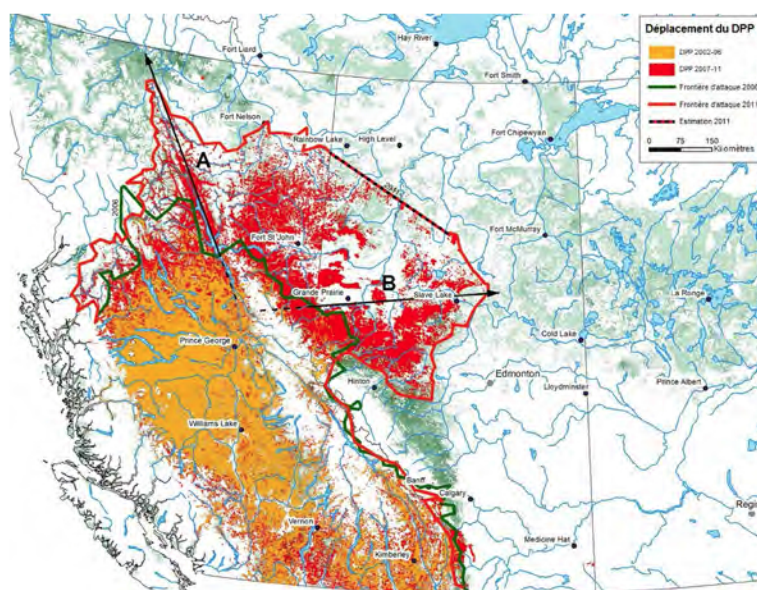 Déplacement du DPP
DPP 2002-06
DPP 2007-11
Frontière d'attaque 2006
Frontière d'attaque 2011
Estimation 2011
0 75 150
Kilomètres
Fort Liard
Hay River
Fort Smith
Fort Nelson
Rainbow Lake
High Level
Fort Chipewyan
A
2011
2006
Fort St John
Fort McMurray
B
Grande Prairie
Slave Lake
La Ronge
Prince George
Cold Lake
Hinton
Edmonton
Lloydminster
Prince Albert
Williams Lake
Banff
Calgary
Regi
Vernon
Medicine Hat
Kimberley